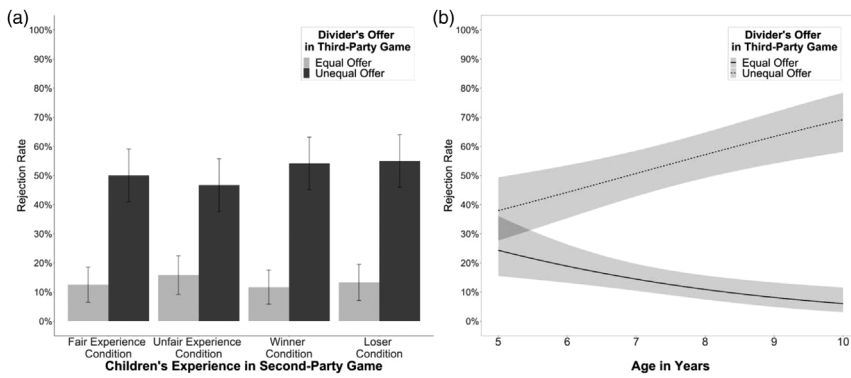 (a)
100%
90%
80%
70%
60%
50%
40%
30%
20%
10%
0%
Rejection Rate
Divider's Offer
in Third-Party Game
Equal Offer
Unequal Offer
Fair Experience
Condition
Unfair Experience
Condition
Winner
Condition
Loser
Condition
Children's Experience in Second-Party Game
(b)
100%
90%
80%
70%
60%
50%
40%
30%
20%
10%
0%
Rejection Rate
Divider's Offer
in Third-Party Game
Equal Offer
Unequal Offer
5 6 7 8 9 10
Age in Years